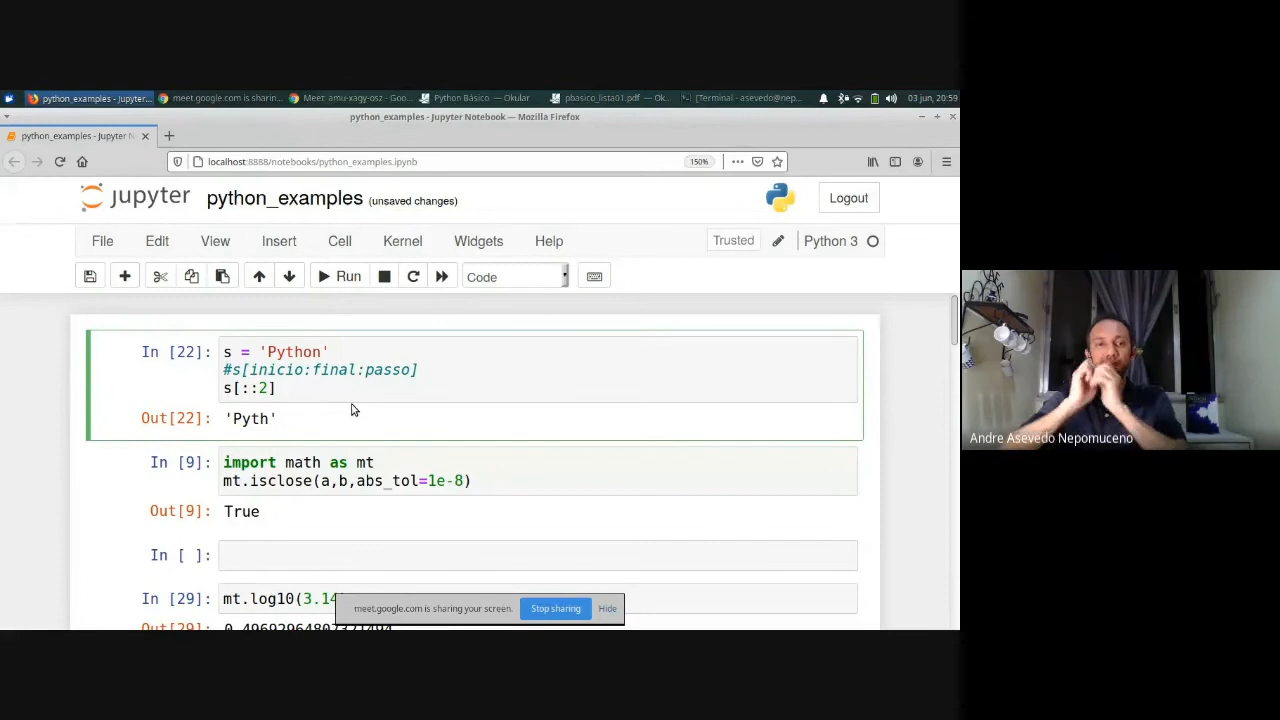 python_examples - Jupyter...
meet.google.com is sharin...
Meet: amu-xagy-osz - Goo...
Python Básico — Okular
pbasico_lista01.pdf — Ok...
[Terminal - asevedo@nep...
03 jun, 20:59
python_examples - Jupyter Notebook — Mozilla Firefox
python_examples - Jupyter N
localhost:8888/notebooks/python_examples.ipynb
150%
jupyter python_examples (unsaved changes)
Logout
File Edit View Insert Cell Kernel Widgets Help
Trusted
Python 3
Run
Code
In [22]: s = 'Python'
#s[inicio:final:passo]
s[::2]
Out[22]: 'Pyth'
In [9]: import math as mt
mt.isclose(a,b,abs_tol=1e-8)
Out[9]: True
In [ ]:
In [29]: mt.log10(3.14
meet.google.com is sharing your screen.
Stop sharing
Hide
Out[29]:
Andre Asevedo Nepomuceno